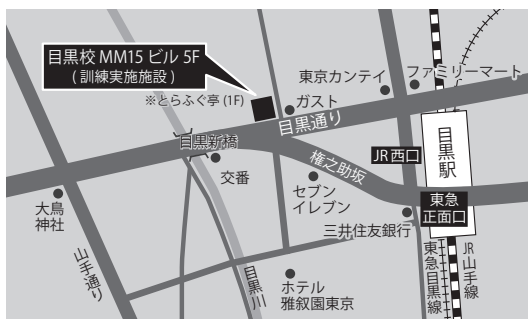 目黒校 MM15 ビル 5F
( 訓練実施施設 )
※とらふぐ亭 (1F)
東京カンテイ
ファミリーマート
ガスト
目黒通り
目黒新橋
JR 西口
目黒駅
権之助坂
交番
セブン
イレブン
東急
正面口
大鳥
神社
三井住友銀行
山手通り
目黒川
ホテル
雅叙園東京
東急目黒線
JR
山手線